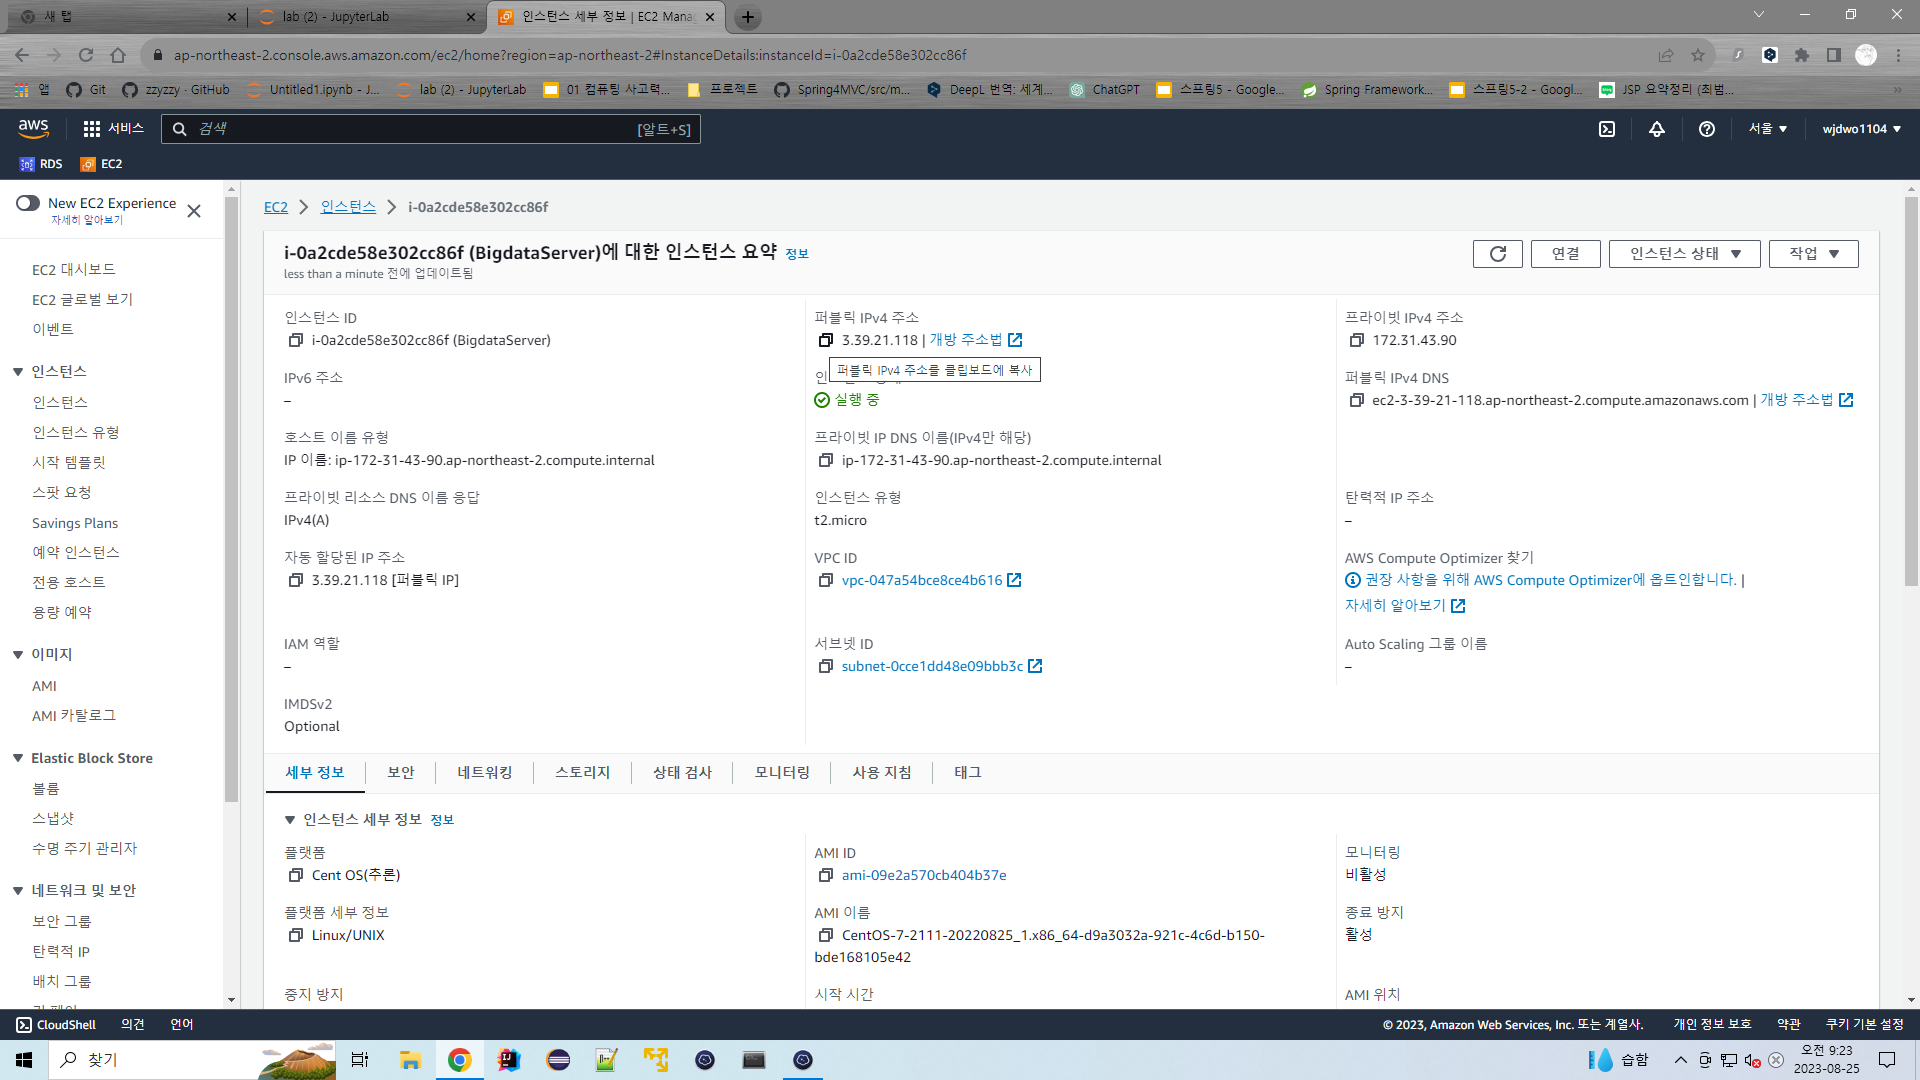 새 탭
lab (2) - JupyterLab
인스턴스 세부 정보 | EC2 Mana
ap-northeast-2.console.aws.amazon.com/ec2/home?region=ap-northeast-2#InstanceDetails:instanceId=i-0a2cde58e302cc86f
앱
Git
zzyzzy · GitHub
Untitled1.ipynb - J...
lab (2) - JupyterLab
01 컴퓨팅 사고력...
프로젝트
Spring4MVC/src/m...
DeepL 번역: 세계...
ChatGPT
스프링5 - Google...
Spring Framework...
스프링5-2 - Googl...
JSP 요약정리 (최범...
aws
서비스
검색
[알트+S]
서울
wjdwo1104
RDS
EC2
New EC2 Experience
자세히 알아보기
EC2 대시보드
EC2 글로벌 보기
이벤트
인스턴스
인스턴스
인스턴스 유형
시작 템플릿
스팟 요청
Savings Plans
예약 인스턴스
전용 호스트
용량 예약
이미지
AMI
AMI 카탈로그
Elastic Block Store
볼륨
스냅샷
수명 주기 관리자
네트워크 및 보안
보안 그룹
탄력적 IP
배치 그룹
EC2
인스턴스
i-0a2cde58e302cc86f
i-0a2cde58e302cc86f (BigdataServer)에 대한 인스턴스 요약 정보
less than a minute 전에 업데이트됨
연결
인스턴스 상태
작업
인스턴스 ID
i-0a2cde58e302cc86f (BigdataServer)
퍼블릭 IPv4 주소
3.39.21.118 | 개방 주소법
퍼블릭 IPv4 주소를 클립보드에 복사
프라이빗 IPv4 주소
172.31.43.90
IPv6 주소
–
실행 중
퍼블릭 IPv4 DNS
ec2-3-39-21-118.ap-northeast-2.compute.amazonaws.com | 개방 주소법
호스트 이름 유형
IP 이름: ip-172-31-43-90.ap-northeast-2.compute.internal
프라이빗 IP DNS 이름(IPv4만 해당)
ip-172-31-43-90.ap-northeast-2.compute.internal
프라이빗 리소스 DNS 이름 응답
IPv4(A)
인스턴스 유형
t2.micro
탄력적 IP 주소
–
자동 할당된 IP 주소
3.39.21.118 [퍼블릭 IP]
VPC ID
vpc-047a54bce8ce4b616
AWS Compute Optimizer 찾기
권장 사항을 위해 AWS Compute Optimizer에 옵트인합니다. |
자세히 알아보기
IAM 역할
–
서브넷 ID
subnet-0cce1dd48e09bbb3c
Auto Scaling 그룹 이름
–
IMDSv2
Optional
세부 정보
보안
네트워킹
스토리지
상태 검사
모니터링
사용 지침
태그
인스턴스 세부 정보 정보
플랫폼
Cent OS(추론)
AMI ID
ami-09e2a570cb404b37e
모니터링
비활성
플랫폼 세부 정보
Linux/UNIX
AMI 이름
CentOS-7-2111-20220825_1.x86_64-d9a3032a-921c-4c6d-b150-
bde168105e42
종료 방지
활성
중지 방지
시작 시간
AMI 위치
CloudShell
의견
언어
© 2023, Amazon Web Services, Inc. 또는 계열사.
개인 정보 보호
약관
쿠키 기본 설정
찾기
습함
오전 9:23
2023-08-25